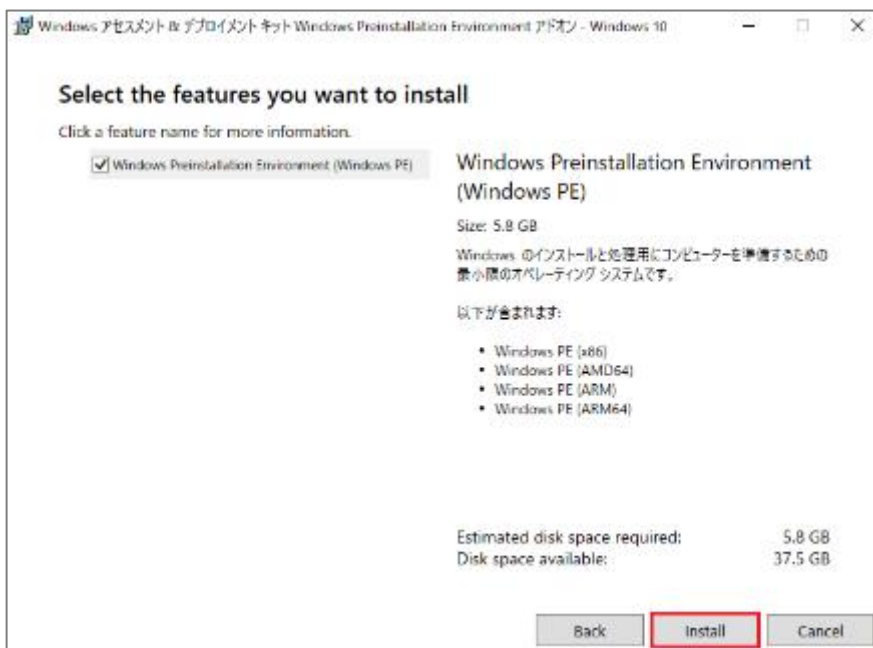 Windows アセスメント & デプロイメント キット Windows Preinstallation Environment アドオン - Windows 10
Select the features you want to install
Click a feature name for more information.
Windows Preinstallation Environment (Windows PE)
Windows Preinstallation Environment
(Windows PE)
Size: 5.8 GB
Windows のインストールと処理用にコンピューターを準備するための
最小限のオペレーティング システムです。
以下が含まれます:
• Windows PE (x86)
• Windows PE (AMD64)
• Windows PE (ARM)
• Windows PE (ARM64)
Estimated disk space required: 5.8 GB
Disk space available: 37.5 GB
Back Install Cancel